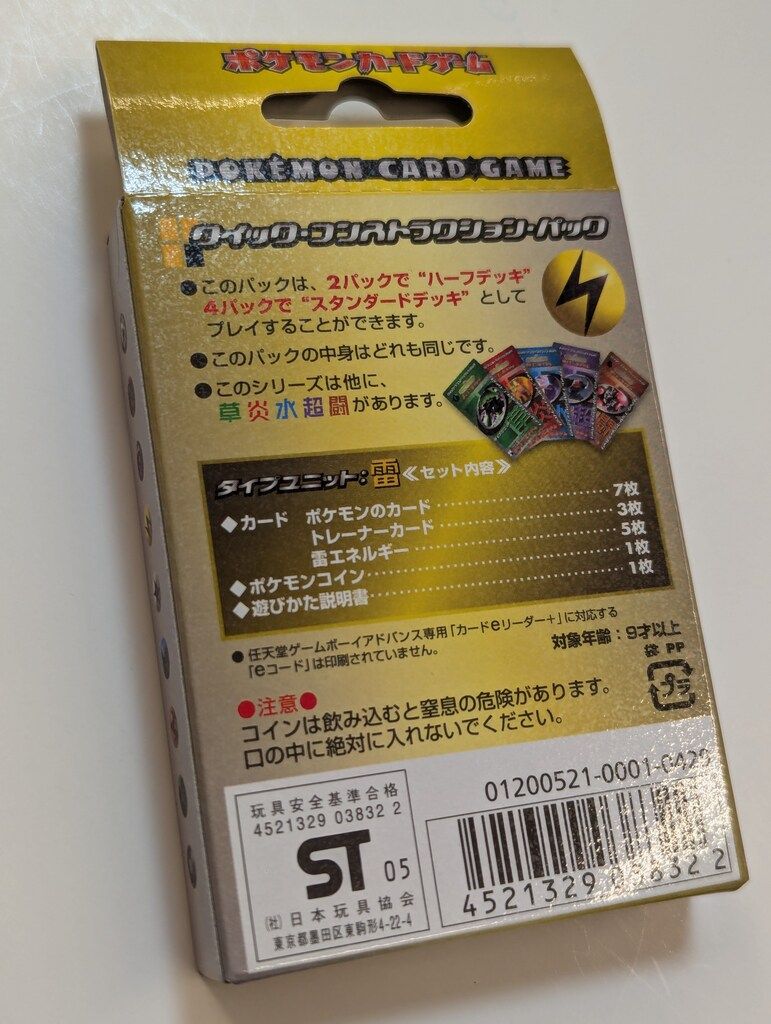 ポケモンカードゲーム
POKÉMON CARD GAME
クイック・コンストラクション・パック
●このパックは、2パックで“ハーフデッキ”
4パックで“スタンダードデッキ” として
プレイすることができます。
●このパックの中身はどれも同じです。
●このシリーズは他に、
草炎水超闘があります。
タイプユニット:雷《セット内容》
◆カード ポケモンのカード……7枚
トレーナーカード……3枚
雷エネルギー……5枚
◆ポケモンコイン……1枚
◆遊びかた説明書……1枚
●任天堂ゲームボーイアドバンス専用「カードeリーダー+」に対応する
「eコード」は印刷されていません。
対象年齢:9才以上
袋 PP
プラ
●注意●
コインは飲み込むと窒息の危険があります。
口の中に絶対に入れないでください。
玩具安全基準合格
4521329 03832 2
ST 05
(社)日本玩具協会
東京都墨田区東駒形4-22-4
01200521-0001-0429
4521329 03832 2